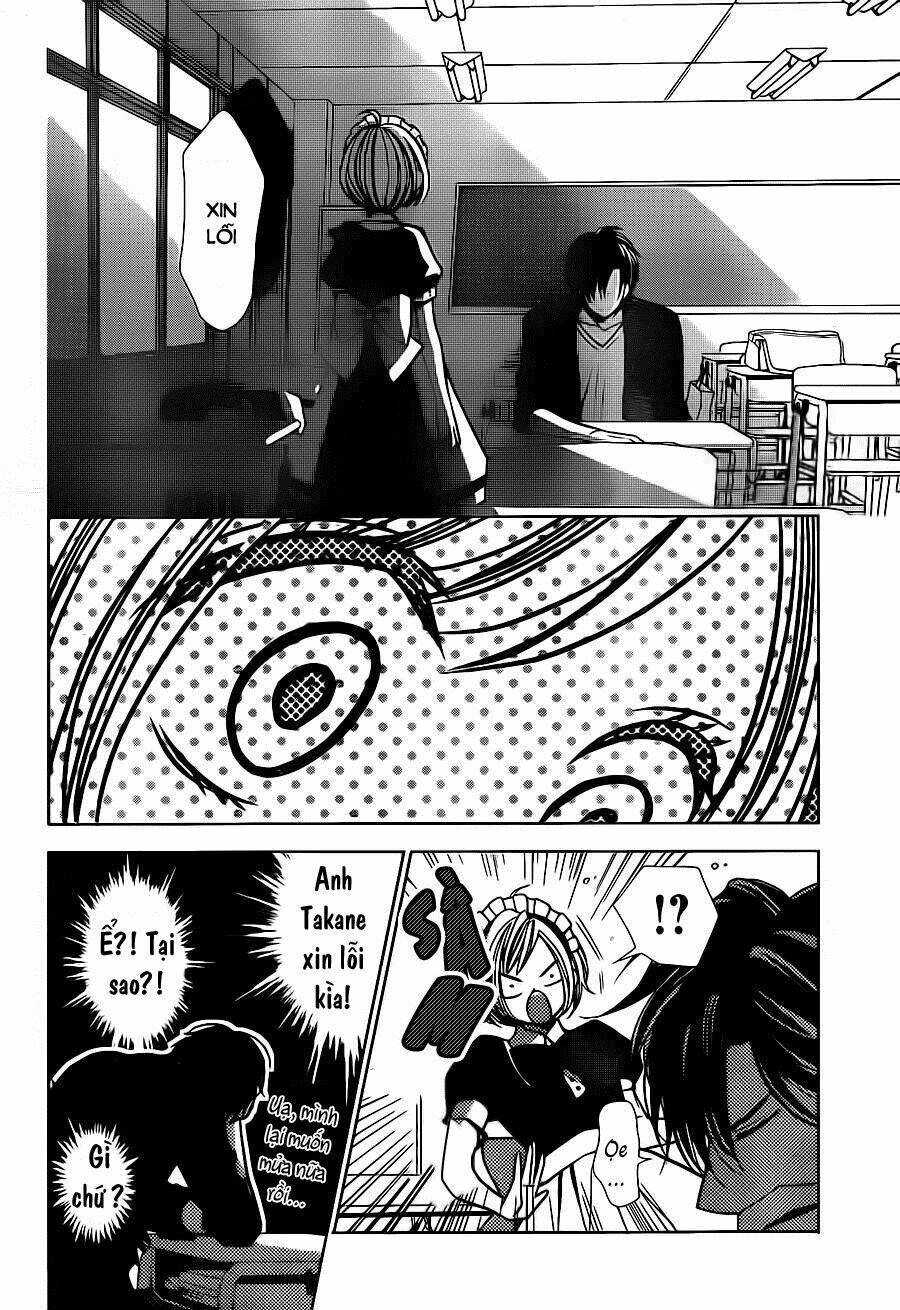 XIN
LỖI
!?
SẦM
Ọe
...
Anh
Takane
xin lỗi
kìa!
Ể?! Tại
sao?!
Uạ, mình
lại muốn
mửa nữa
rồi...
Gì
chứ?